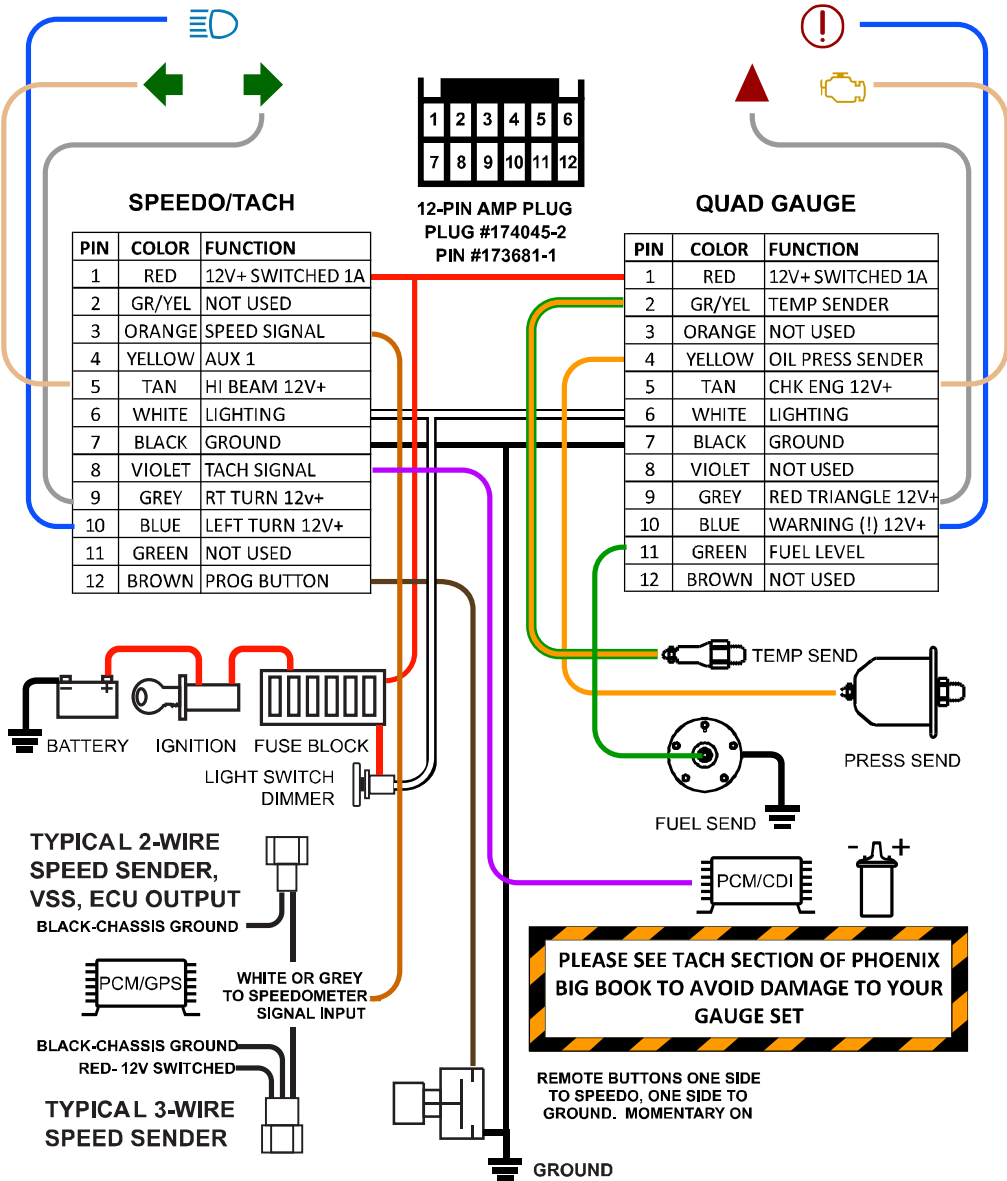 1 2 3 4 5 6
7 8 9 10 11 12
12-PIN AMP PLUG
PLUG #174045-2
PIN #173681-1
SPEEDO/TACH
PIN COLOR FUNCTION
1 RED 12V+ SWITCHED 1A
2 GR/YEL NOT USED
3 ORANGE SPEED SIGNAL
4 YELLOW AUX 1
5 TAN HI BEAM 12V+
6 WHITE LIGHTING
7 BLACK GROUND
8 VIOLET TACH SIGNAL
9 GREY RT TURN 12v+
10 BLUE LEFT TURN 12V+
11 GREEN NOT USED
12 BROWN PROG BUTTON
QUAD GAUGE
PIN COLOR FUNCTION
1 RED 12V+ SWITCHED 1A
2 GR/YEL TEMP SENDER
3 ORANGE NOT USED
4 YELLOW OIL PRESS SENDER
5 TAN CHK ENG 12V+
6 WHITE LIGHTING
7 BLACK GROUND
8 VIOLET NOT USED
9 GREY RED TRIANGLE 12V+
10 BLUE WARNING (!) 12V+
11 GREEN FUEL LEVEL
12 BROWN NOT USED
- +
BATTERY
IGNITION
FUSE BLOCK
LIGHT SWITCH
DIMMER
TEMP SEND
PRESS SEND
FUEL SEND
PCM/CDI
- +
TYPICAL 2-WIRE
SPEED SENDER,
VSS, ECU OUTPUT
BLACK-CHASSIS GROUND
PCM/GPS
WHITE OR GREY
TO SPEEDOMETER
SIGNAL INPUT
BLACK-CHASSIS GROUND
RED- 12V SWITCHED
TYPICAL 3-WIRE
SPEED SENDER
PLEASE SEE TACH SECTION OF PHOENIX
BIG BOOK TO AVOID DAMAGE TO YOUR
GAUGE SET
REMOTE BUTTONS ONE SIDE
TO SPEEDO, ONE SIDE TO
GROUND. MOMENTARY ON
GROUND